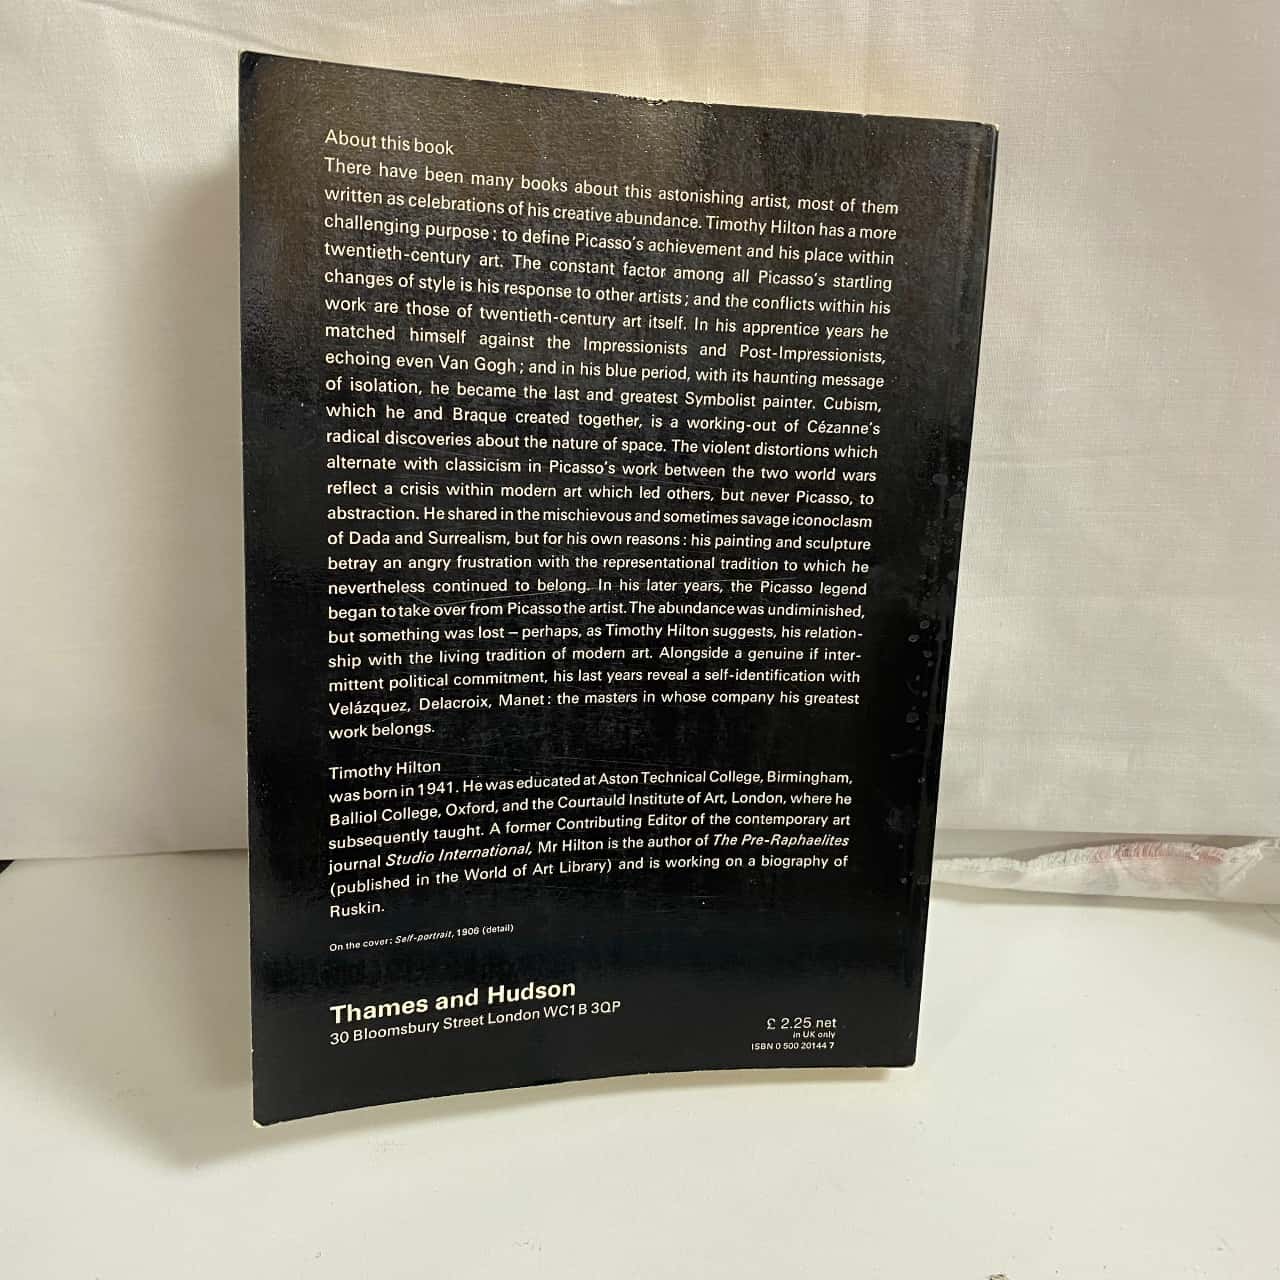 About this book
There have been many books about this astonishing artist, most of them
written as celebrations of his creative abundance. Timothy Hilton has a more
challenging purpose: to define Picasso's achievement and his place within
twentieth-century art. The constant factor among all Picasso's startling
changes of style is his response to other artists; and the conflicts within his
work are those of twentieth-century art itself. In his apprentice years he
matched himself against the Impressionists and Post-Impressionists,
echoing even Van Gogh; and in his blue period, with its haunting message
of isolation, he became the last and greatest Symbolist painter. Cubism,
which he and Braque created together, is a working-out of Cézanne's
radical discoveries about the nature of space. The violent distortions which
alternate with classicism in Picasso's work between the two world wars
reflect a crisis within modern art which led others, but never Picasso, to
abstraction. He shared in the mischievous and sometimes savage iconoclasm
of Dada and Surrealism, but for his own reasons: his painting and sculpture
betray an angry frustration with the representational tradition to which he
nevertheless continued to belong. In his later years, the Picasso legend
began to take over from Picasso the artist. The abundance was undiminished,
but something was lost – perhaps, as Timothy Hilton suggests, his relation-
ship with the living tradition of modern art. Alongside a genuine if inter-
mittent political commitment, his last years reveal a self-identification with
Velázquez, Delacroix, Manet: the masters in whose company his greatest
work belongs.
Timothy Hilton
was born in 1941. He was educated at Aston Technical College, Birmingham,
Balliol College, Oxford, and the Courtauld Institute of Art, London, where he
subsequently taught. A former Contributing Editor of the contemporary art
journal Studio International, Mr Hilton is the author of The Pre-Raphaelites
(published in the World of Art Library) and is working on a biography of
Ruskin.
On the cover: Self-portrait, 1906 (detail)
Thames and Hudson
30 Bloomsbury Street London WC1B 3QP
£ 2.25 net
in UK only
ISBN 0 500 20144 7